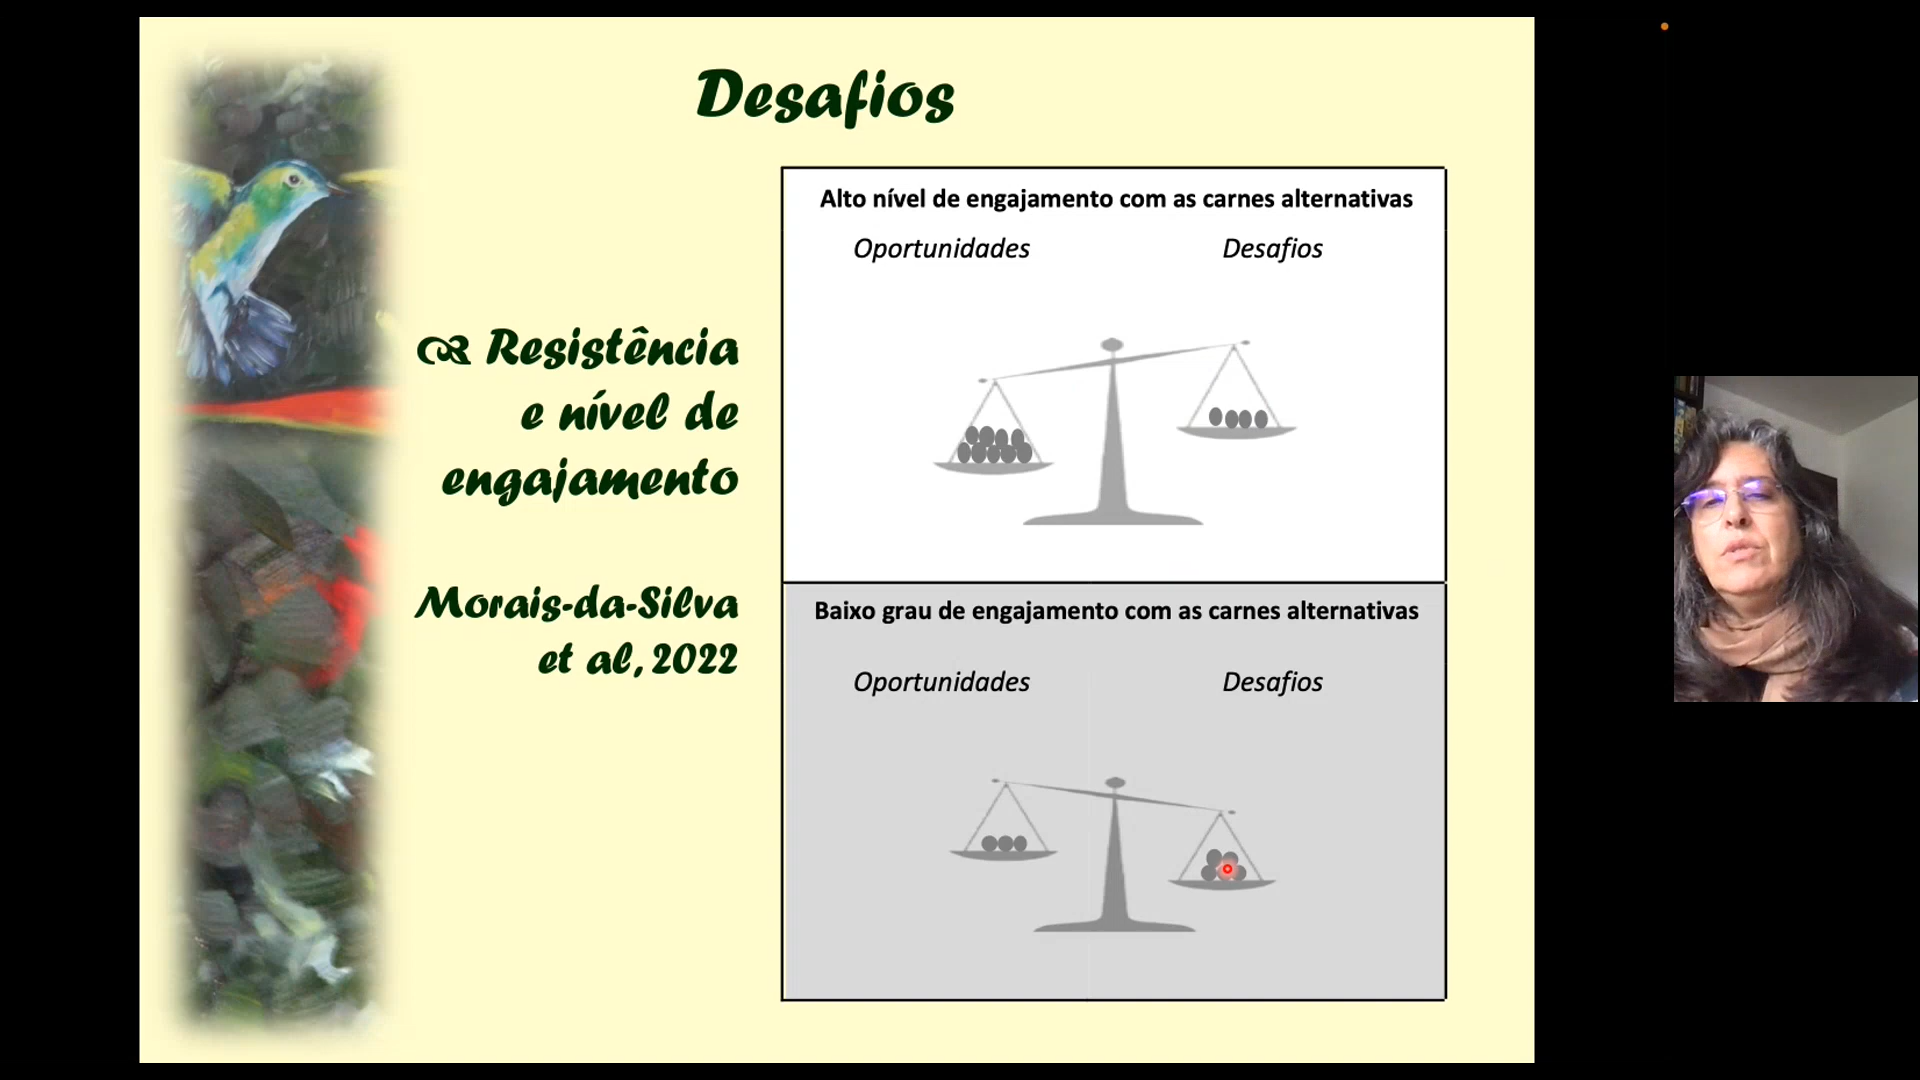 Desafios
Resistência
e nível de
engajamento
Morais-da-Silva
et al, 2022
Alto nível de engajamento com as carnes alternativas
Oportunidades Desafios
Baixo grau de engajamento com as carnes alternativas
Oportunidades Desafios